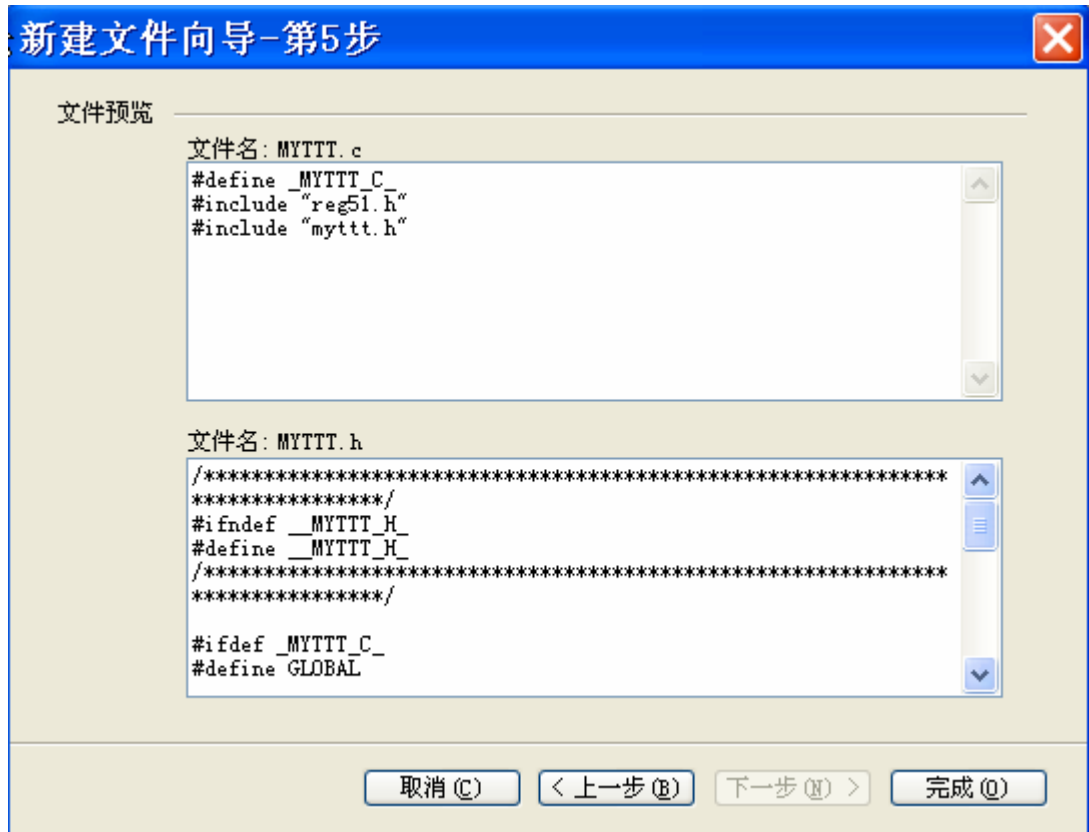 新建文件向导-第5步
文件预览
文件名: MYTTT.c
#define _MYTTT_C_
#include "reg51.h"
#include "myttt.h"
文件名: MYTTT.h
/**************************************************************
****************/
#ifndef __MYTTT_H_
#define __MYTTT_H_
/**************************************************************
****************/
#ifdef _MYTTT_C_
#define GLOBAL
取消(C)
< 上一步(B)
下一步(N) >
完成(O)